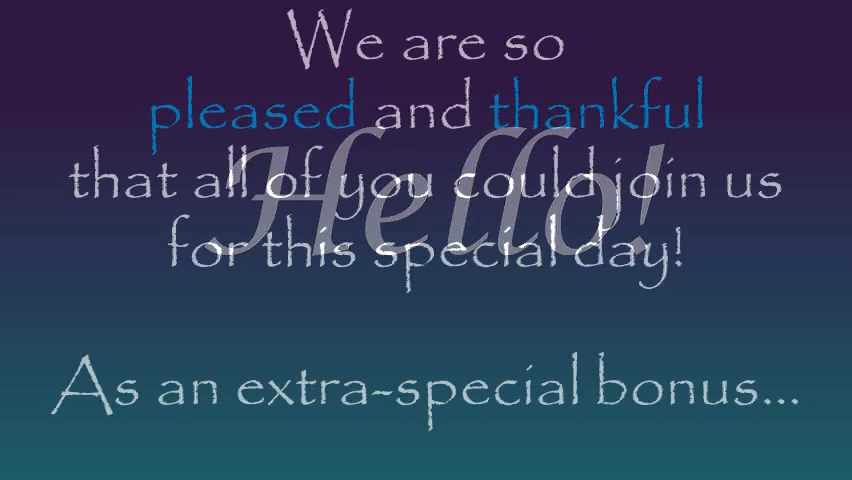 We are so
pleased and thankful
Hello!
that all of you could join us
for this special day!
As an extra-special bonus...